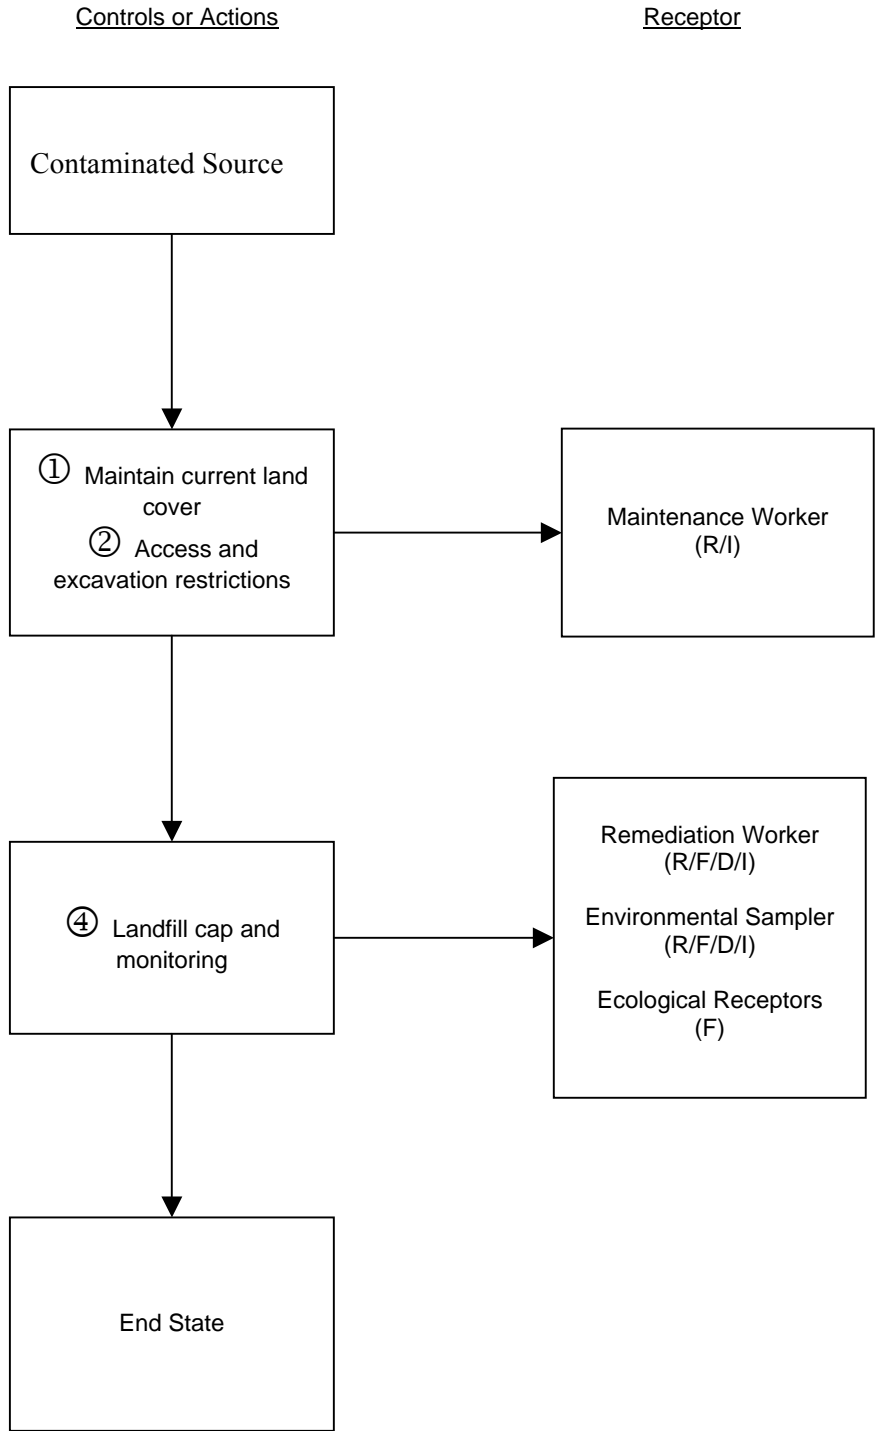 Controls or Actions
Receptor
Contaminated Source
① Maintain current land
cover
② Access and
excavation restrictions
Maintenance Worker
(R/I)
④ Landfill cap and
monitoring
Remediation Worker
(R/F/D/I)
Environmental Sampler
(R/F/D/I)
Ecological Receptors
(F)
End State